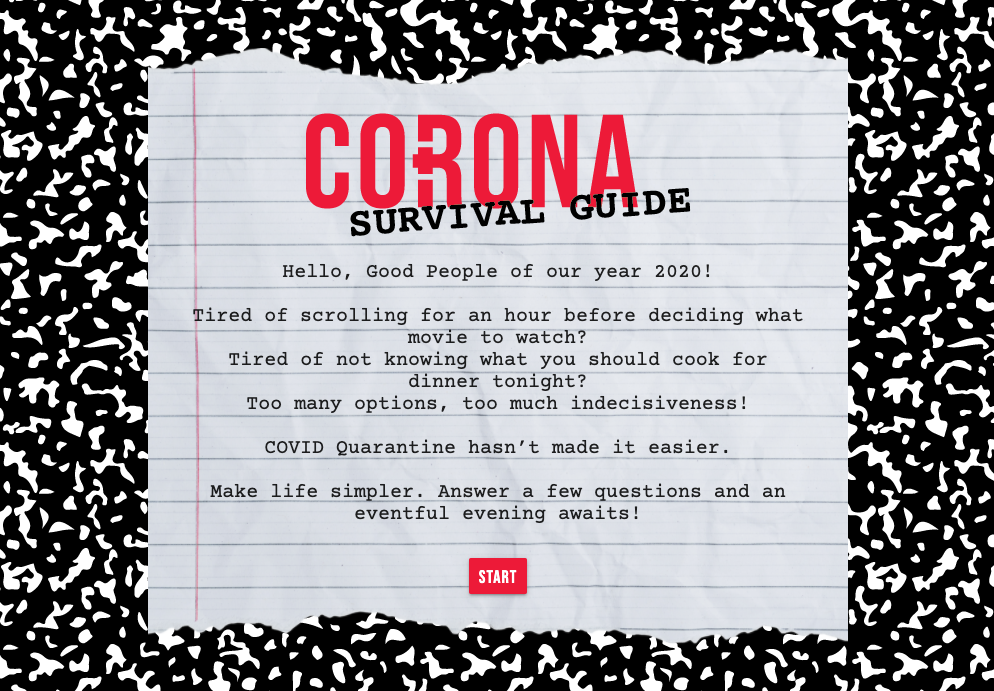 CORONA
SURVIVAL GUIDE
Hello, Good People of our year 2020!
Tired of scrolling for an hour before deciding what
movie to watch?
Tired of not knowing what you should cook for
dinner tonight?
Too many options, too much indecisiveness!
COVID Quarantine hasn’t made it easier.
Make life simpler. Answer a few questions and an
eventful evening awaits!
START